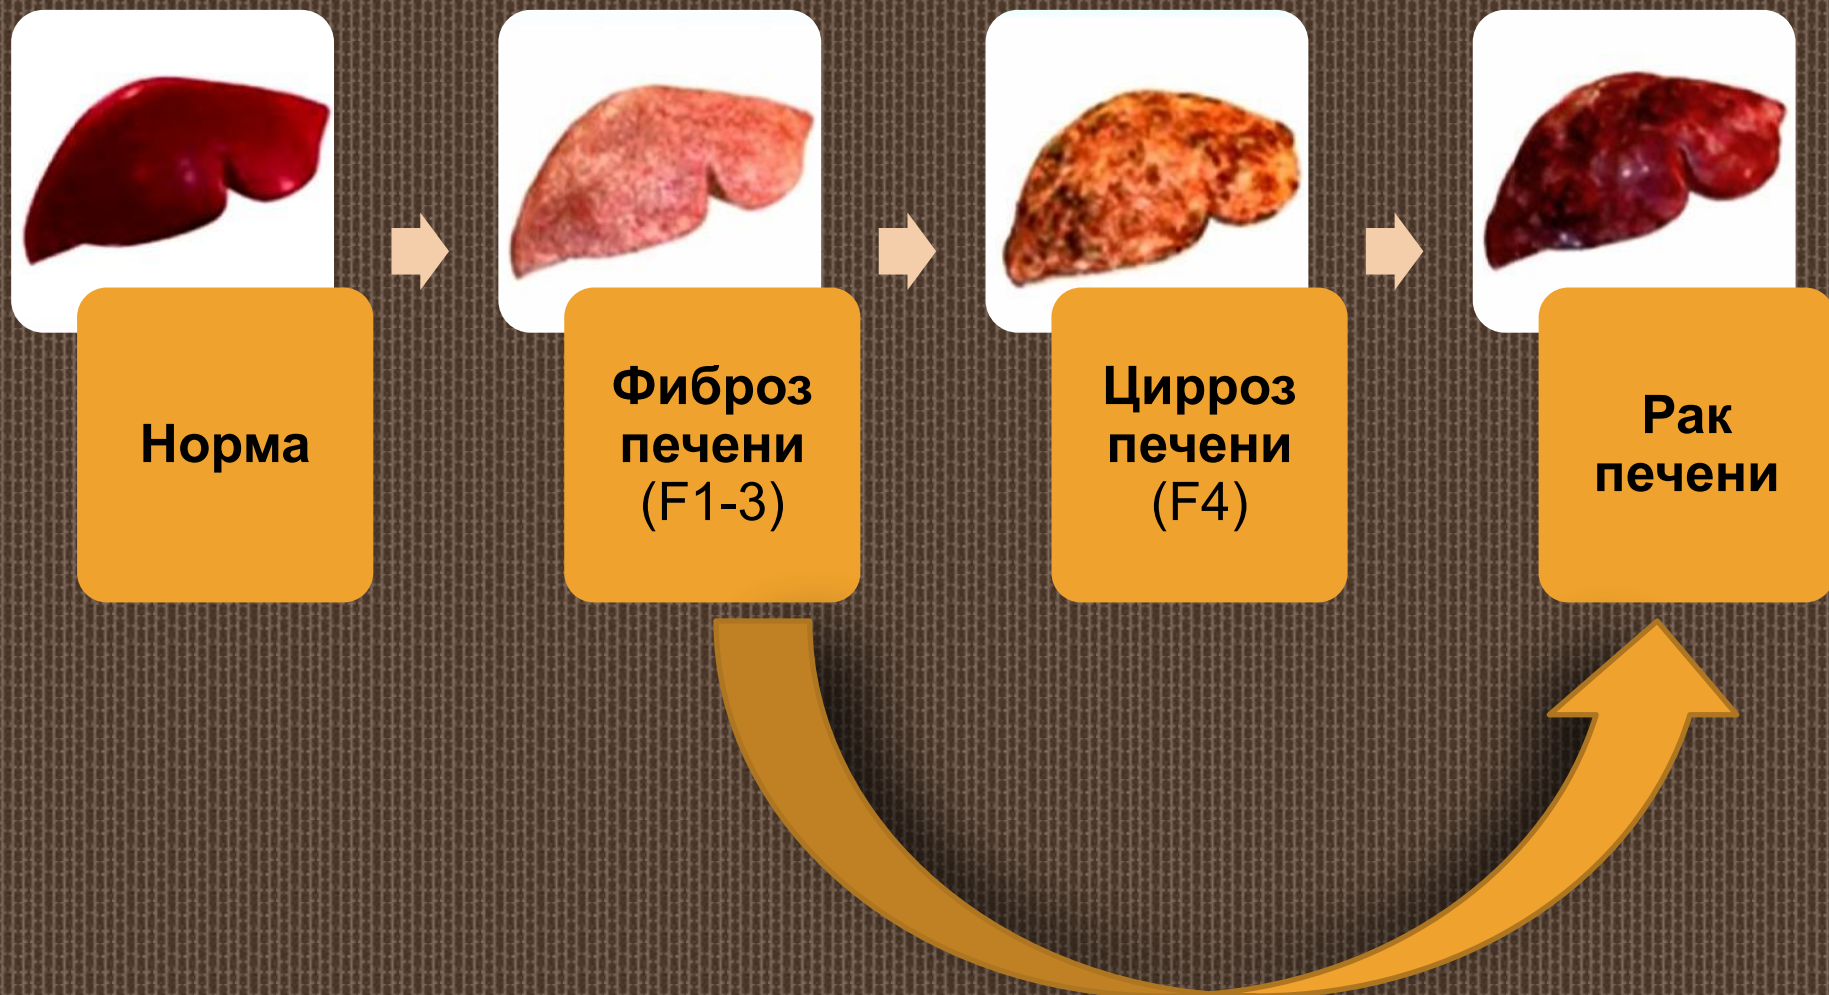 Норма
Фиброз
печени
(F1-3)
Цирроз
печени
(F4)
Рак
печени